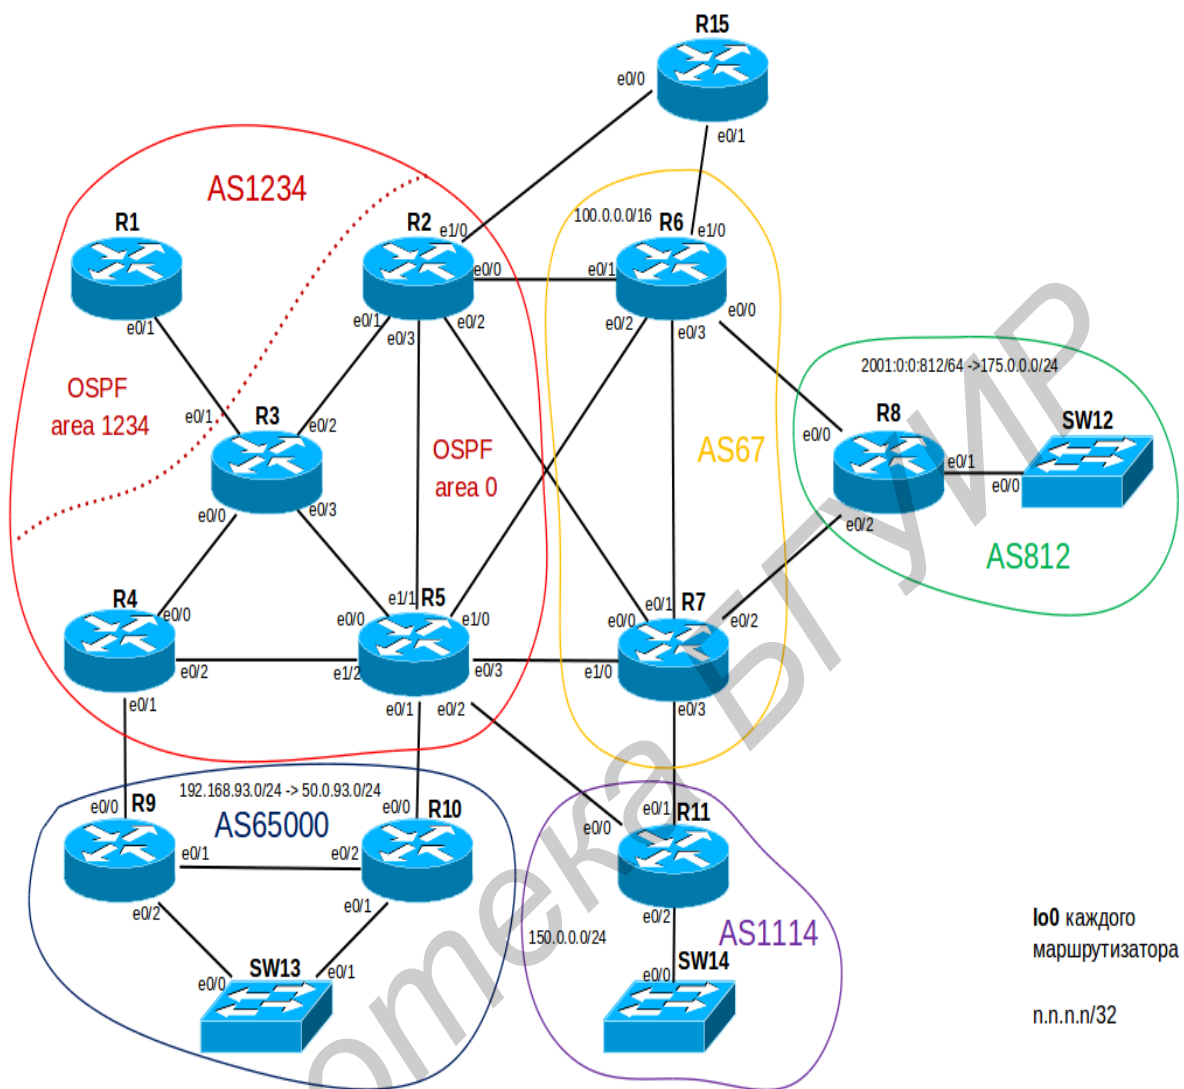 R15
e0/0
e0/1
AS1234
100.0.0.0/16
R1
R2
R6
e1/0
e1/0
e0/0
e0/1
e0/1
e0/1
e0/3
e0/2
e0/2
e0/3
e0/0
OSPF
area 1234
2001:0:0:812/64 ->175.0.0.0/24
e0/1
R3
e0/2
R8
SW12
OSPF
area 0
AS67
e0/0
e0/1
e0/0
e0/0
e0/3
e0/2
AS812
R4
e0/0
e1/1
R5
e0/0
e1/0
e0/1
R7
e0/0
e0/2
e0/2
e1/2
e0/3
e1/0
e0/1
e0/1
e0/2
e0/3
192.168.93.0/24 -> 50.0.93.0/24
e0/0
R9
e0/0
R10
AS65000
e0/1
R11
e0/0
e0/1
e0/2
e0/2
e0/1
e0/2
150.0.0.0/24
AS1114
lo0 каждого
маршрутизатора
SW13
e0/0
e0/1
SW14
e0/0
n.n.n.n/32
отека БГУИР